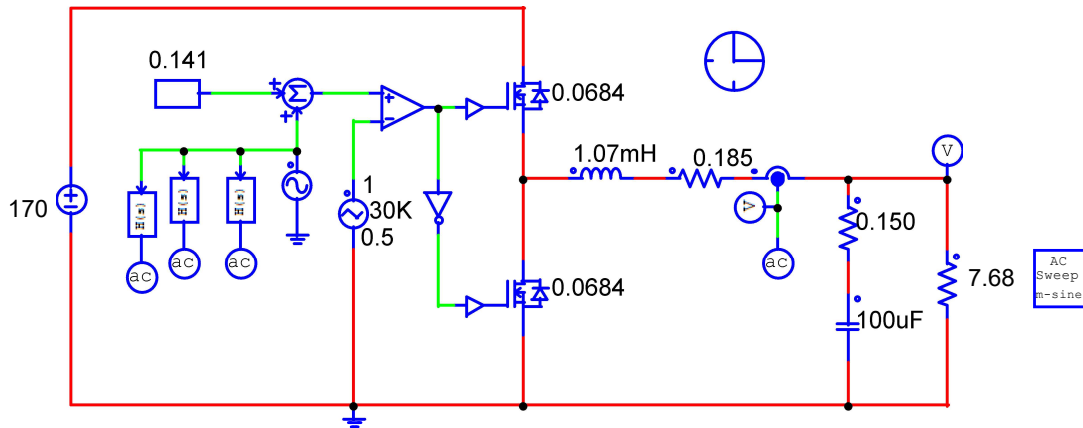 0.141
0.0684
1.07mH
0.185
V
170
H(s)
H(s)
H(s)
1
30K
0.5
V
0.150
AC
Sweep
m-sine
7.68
ac
ac
ac
ac
0.0684
100uF